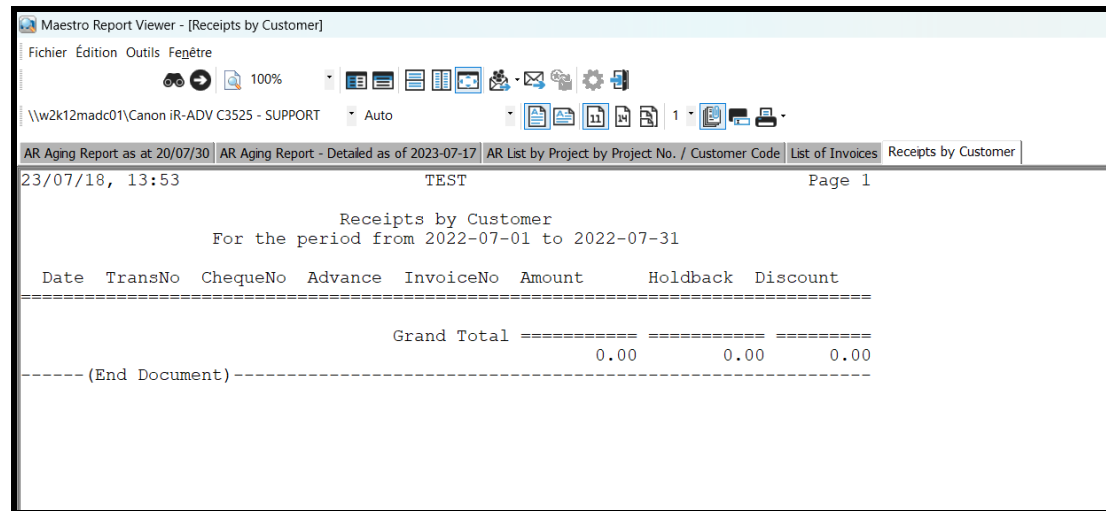 Maestro Report Viewer - [Receipts by Customer]
Fichier Édition Outils Fenêtre
100%
\\w2k12madc01\Canon iR-ADV C3525 - SUPPORT Auto 11 14 1
AR Aging Report as at 20/07/30 AR Aging Report - Detaled as of 2023-07-17 AR List by Project by Project No. / Customer Code List of Invoices Receipts by Customer
23/07/18, 13:53 TEST Page 1
Receipts by Customer
For the period from 2022-07-01 to 2022-07-31
Date TransNo ChequeNo Advance InvoiceNo Amount Holdback Discount
================================================================================
Grand Total =========== =========== =========
0.00 0.00 0.00
------(End Document)------------------------------------------------------------